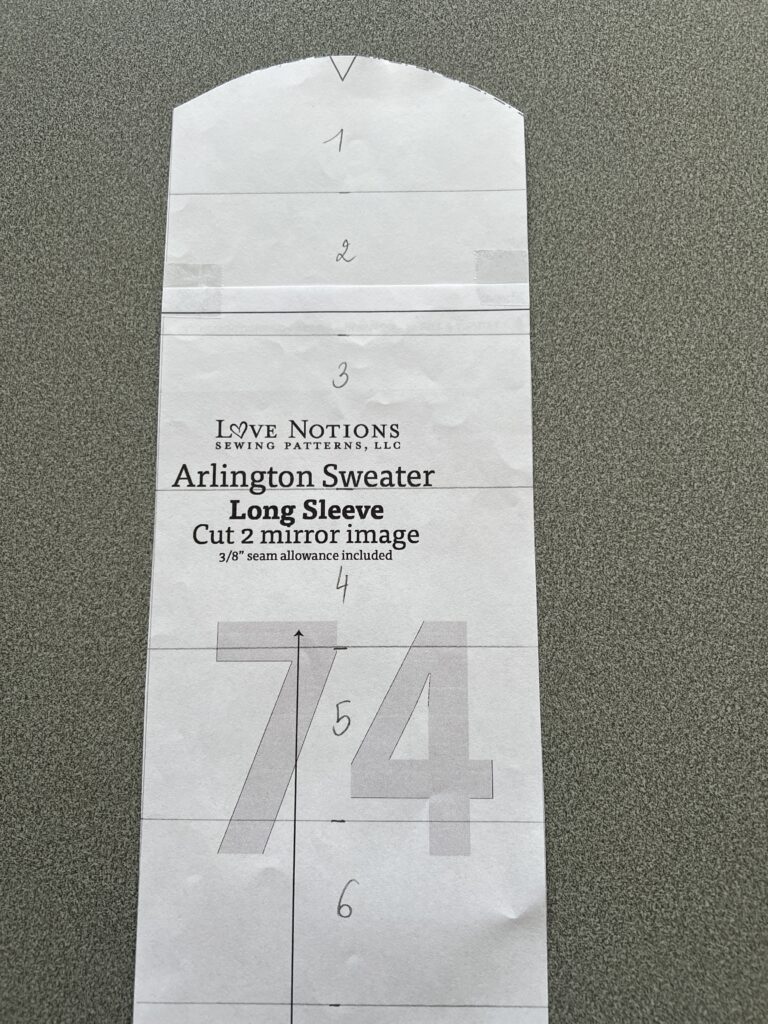 1
2
3
LOVE NOTIONS
SEWING PATTERNS, LLC
Arlington Sweater
Long Sleeve
Cut 2 mirror image
3/8" seam allowance included
4
74
5
6